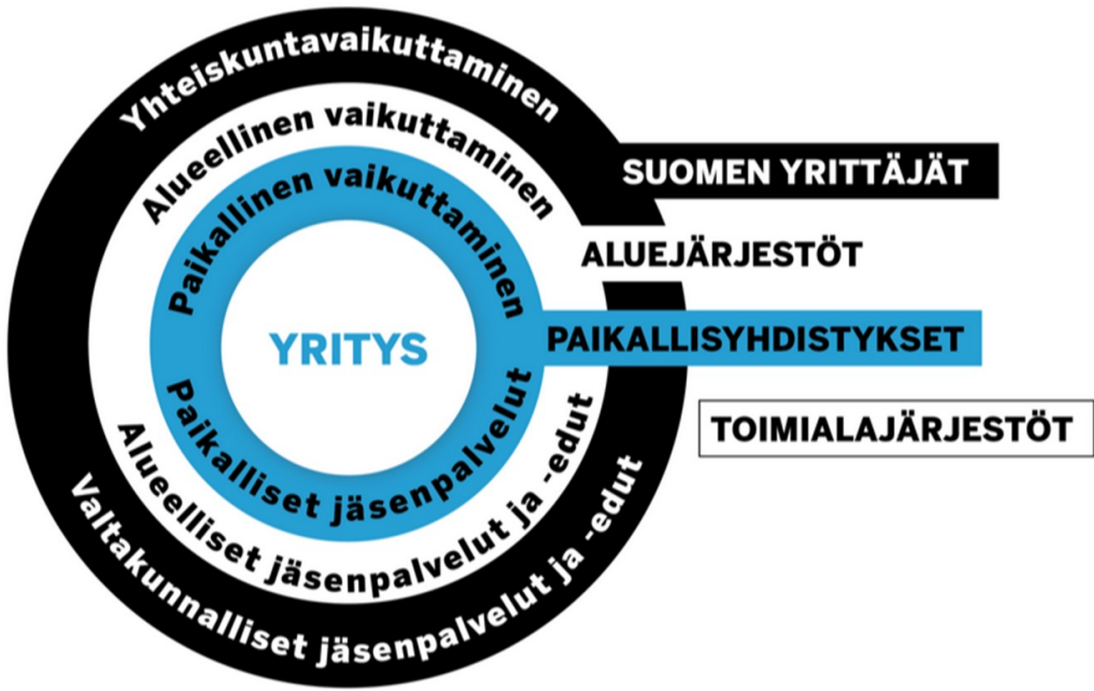 Yhteiskuntavaikuttaminen
Alueellinen vaikuttaminen
Paikallinen vaikuttaminen
YRITYS
Paikalliset jäsenpalvelut
Alueelliset jäsenpalvelut ja -edut
Valtakunnalliset jäsenpalvelut ja -edut
SUOMEN YRITTÄJÄT
ALUEJÄRJESTÖT
PAIKALLISYHDISTYKSET
TOIMIALAJÄRJESTÖT